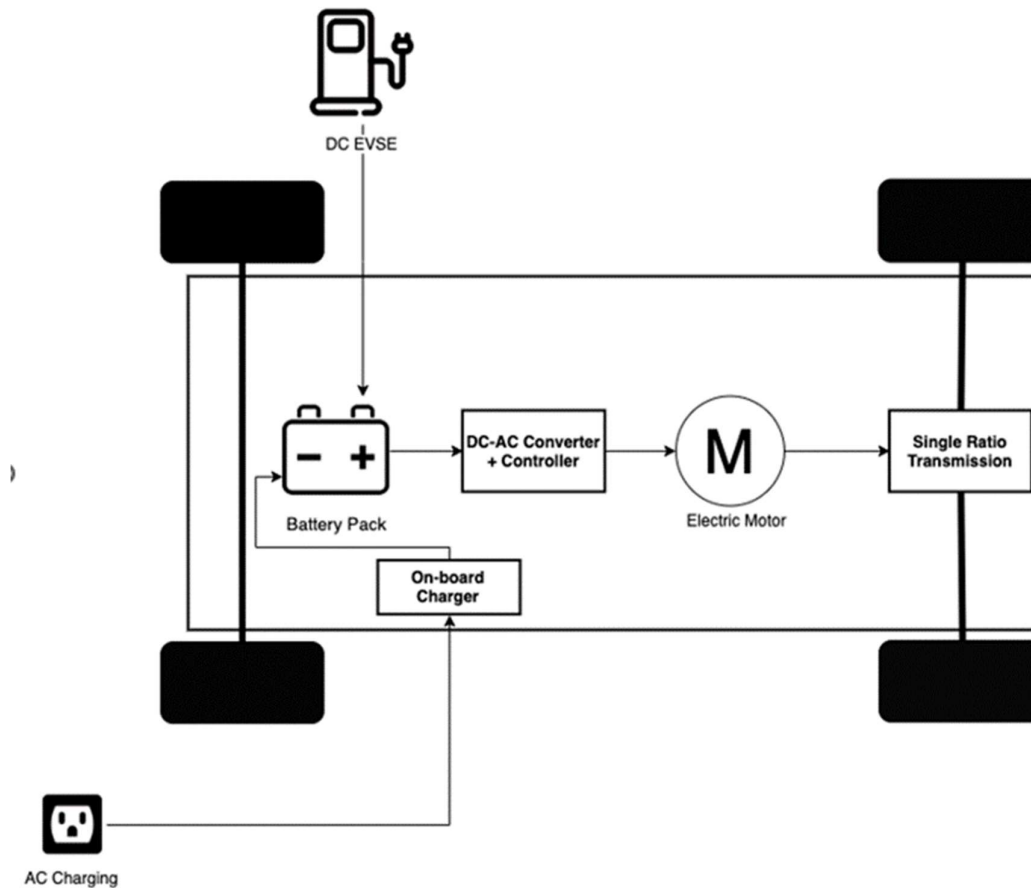 DC EVSE
DC-AC Converter
+ Controller
M
Single Ratio
Transmission
Battery Pack
Electric Motor
On-board
Charger
AC Charging